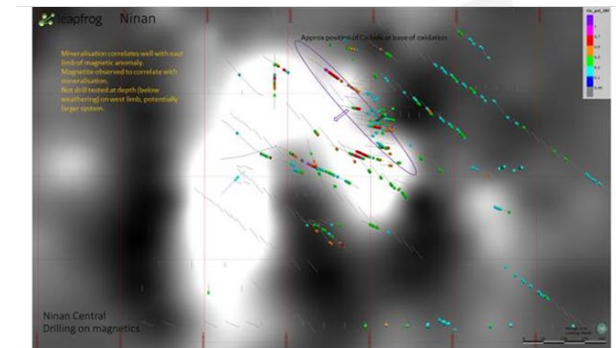 leapfrog Ninan
Approx position of Cu halo at base of oxidation
Mineralisation correlates well with east
limb of magnetic anomaly.
Magnetite observed to correlate with
mineralisation.
Not drill tested at depth (below
weathering) on west limb, potentially
larger system.
Ninan Central
Drilling on magnetics